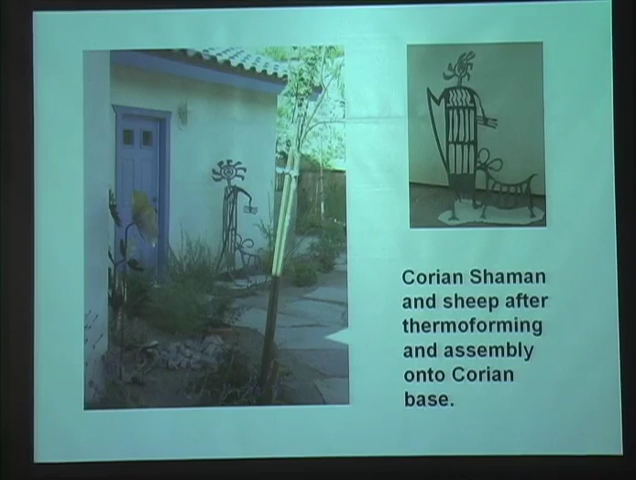 Corian Shaman
and sheep after
thermoforming
and assembly
onto Corian
base.